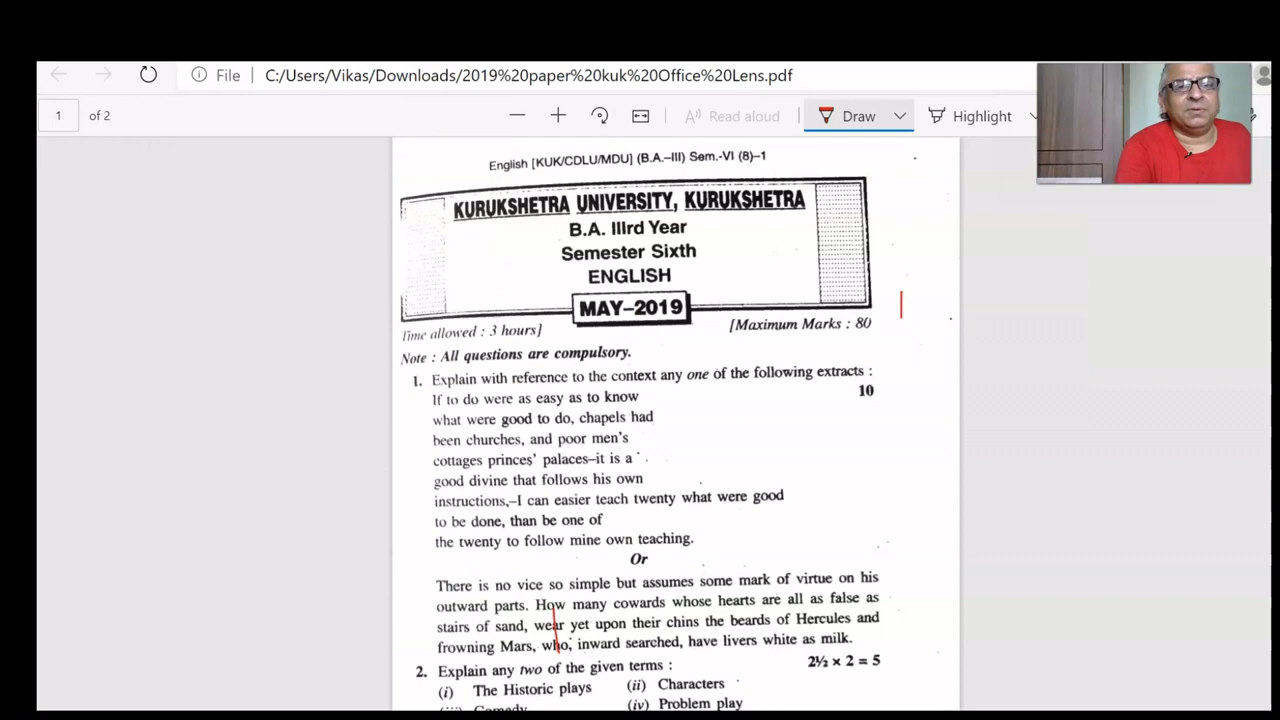 File C:/Users/Vikas/Downloads/2019%20paper%20kuk%20Office%20Lens.pdf
1 of 2 Read aloud Draw Highlight
English [KUK/CDLU/MDU] (B.A.–III) Sem.-VI (8)–1
KURUKSHETRA UNIVERSITY, KURUKSHETRA
B.A. IIIrd Year
Semester Sixth
ENGLISH
MAY–2019
Time allowed : 3 hours] [Maximum Marks : 80
Note : All questions are compulsory.
1. Explain with reference to the context any one of the following extracts :
10
If to do were as easy as to know
what were good to do, chapels had
been churches, and poor men's
cottages princes' palaces–it is a
good divine that follows his own
instructions,–I can easier teach twenty what were good
to be done, than be one of
the twenty to follow mine own teaching.
Or
There is no vice so simple but assumes some mark of virtue on his
outward parts. How many cowards whose hearts are all as false as
stairs of sand, wear yet upon their chins the beards of Hercules and
frowning Mars, who, inward searched, have livers white as milk.
2. Explain any two of the given terms : 2½ × 2 = 5
(i) The Historic plays (ii) Characters
Comedy (iv) Problem play